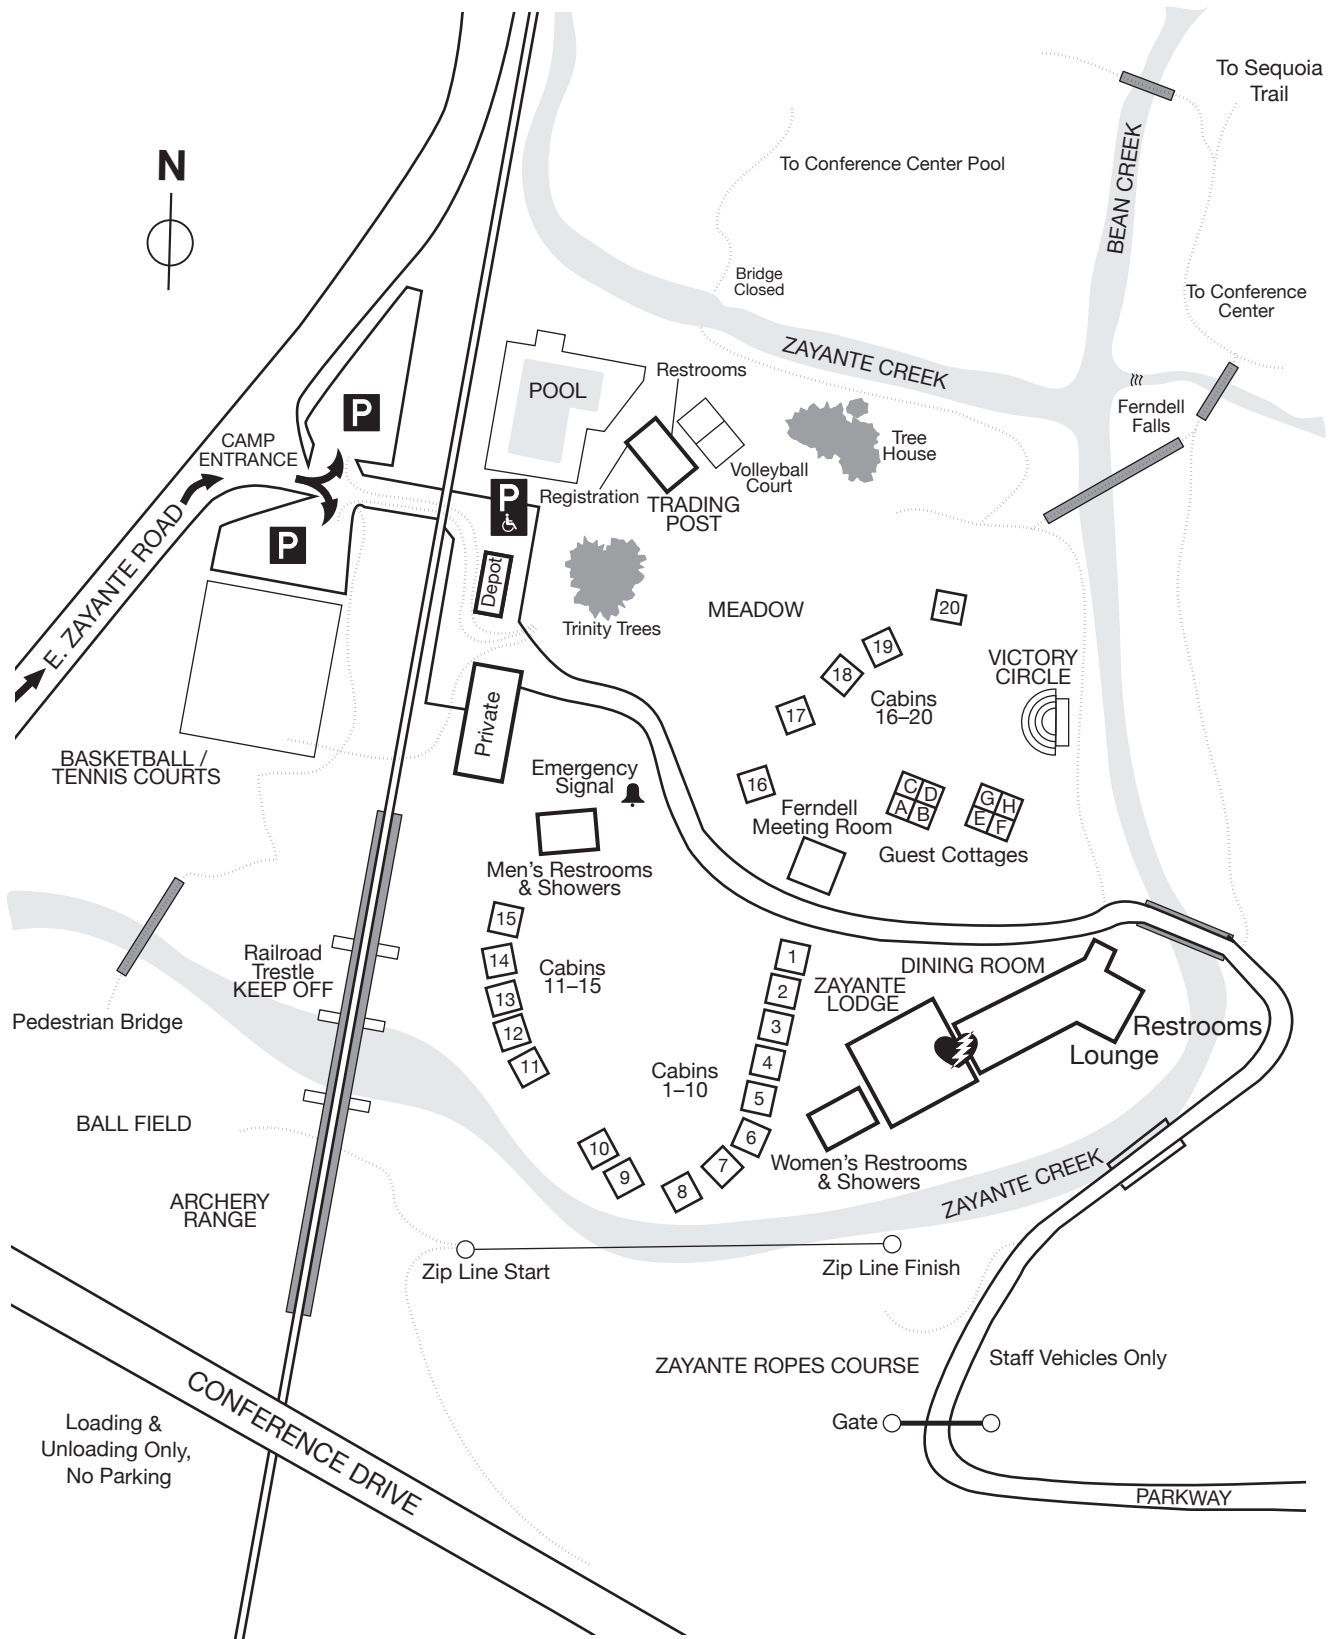 To Sequoia
Trail
N
BEAN CREEK
To Conference Center Pool
Bridge
Closed
To Conference
Center
ZAYANTE CREEK
Restrooms
POOL
P
Ferndell
Falls
CAMP
ENTRANCE
Tree
House
Volleyball
Court
P
Registration
TRADING
POST
P
E. ZAYANTE ROAD
Depot
Trinity Trees
MEADOW
20
19
18
17
16
Cabins
16–20
VICTORY
CIRCLE
Private
BASKETBALL /
TENNIS COURTS
Emergency
Signal
Ferndell
Meeting Room
C D
A B
G H
E F
Guest Cottages
Men's Restrooms
& Showers
15
14
13
12
11
Cabins
11–15
Railroad
Trestle
KEEP OFF
Pedestrian Bridge
1
2
3
4
5
6
7
8
9
10
Cabins
1–10
ZAYANTE
LODGE
DINING ROOM
Restrooms
Lounge
BALL FIELD
Women's Restrooms
& Showers
ZAYANTE CREEK
ARCHERY
RANGE
Zip Line Start
Zip Line Finish
ZAYANTE ROPES COURSE
Staff Vehicles Only
Gate
CONFERENCE DRIVE
Loading &
Unloading Only,
No Parking
PARKWAY